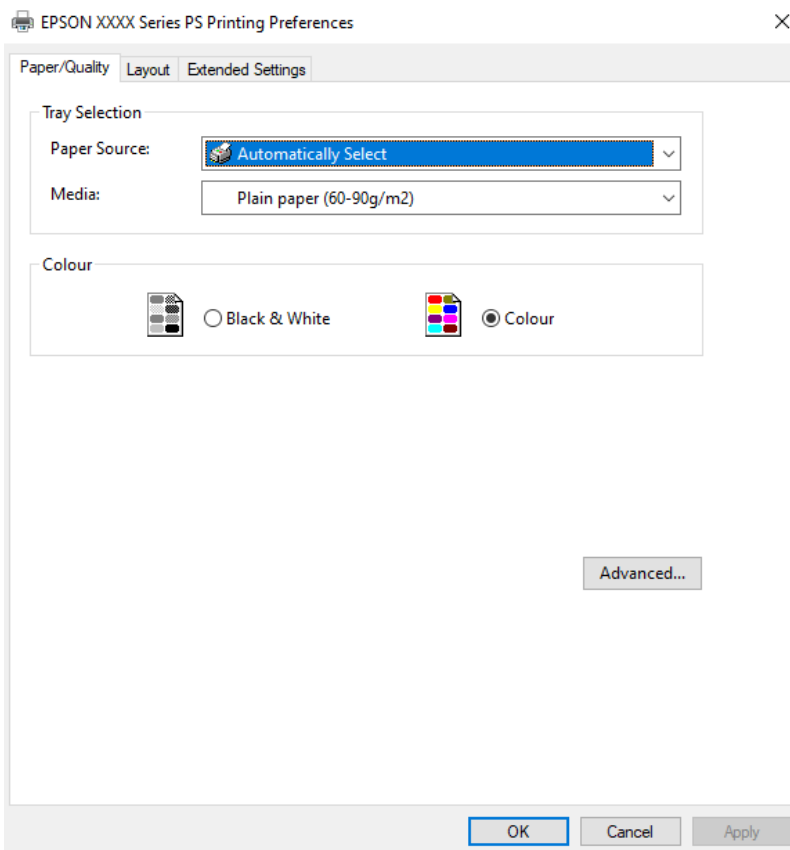 EPSON XXXX Series PS Printing Preferences
Paper/Quality Layout Extended Settings
Tray Selection
Paper Source: Automatically Select
Media: Plain paper (60-90g/m2)
Colour
Black & White Colour
Advanced...
OK Cancel Apply